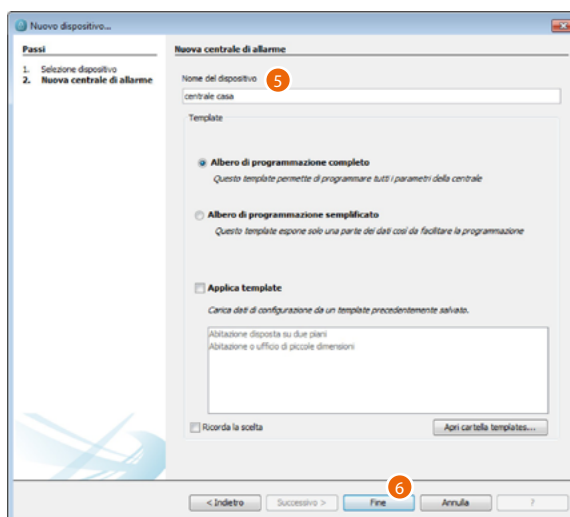 Nuovo dispositivo...
Passi
1. Selezione dispositivo
2. Nuova centrale di allarme
Nuova centrale di allarme
Nome del dispositivo
5
centrale casa
Template
Albero di programmazione completo
Questo template permette di programmare tutti i parametri della centrale
Albero di programmazione semplificato
Questo template espone solo una parte dei dati così da facilitare la programmazione
Applica template
Carica dati di configurazione da un template precedentemente salvato.
Abitazione disposta su due piani
Abitazione o ufficio di piccole dimensioni
Ricorda la scelta
Apri cartella templates...
6
< Indietro
Successivo >
Fine
Annulla
?